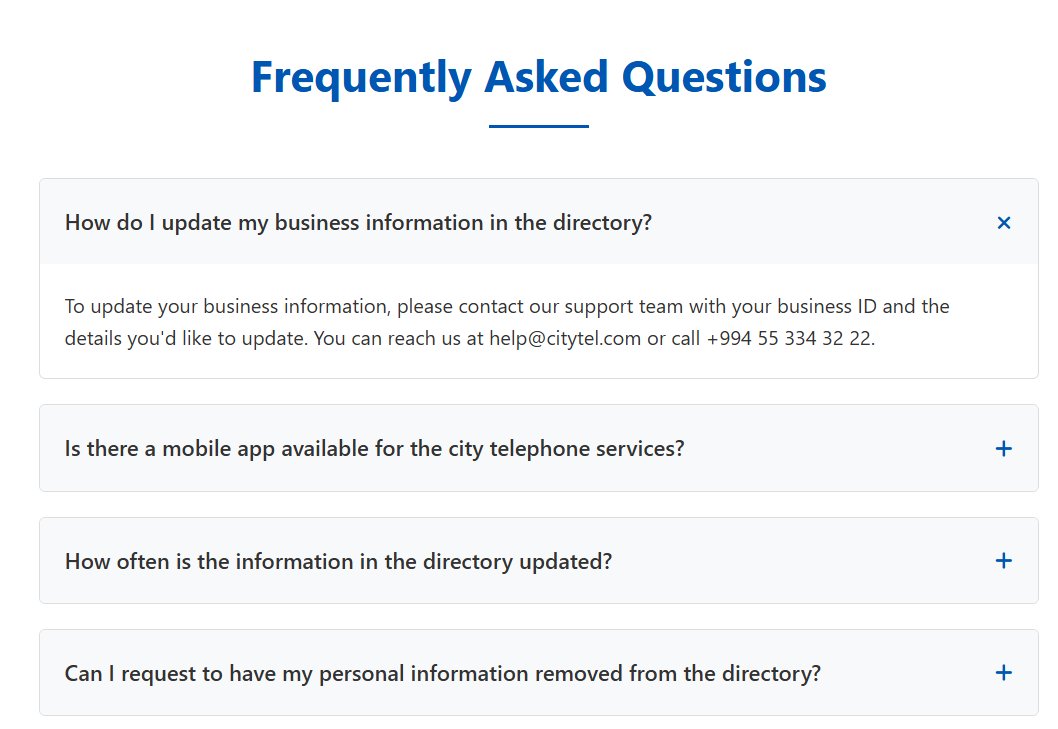 Frequently Asked Questions
How do I update my business information in the directory?
To update your business information, please contact our support team with your business ID and the
details you'd like to update. You can reach us at help@citytel.com or call +994 55 334 32 22.
Is there a mobile app available for the city telephone services?
How often is the information in the directory updated?
Can I request to have my personal information removed from the directory?